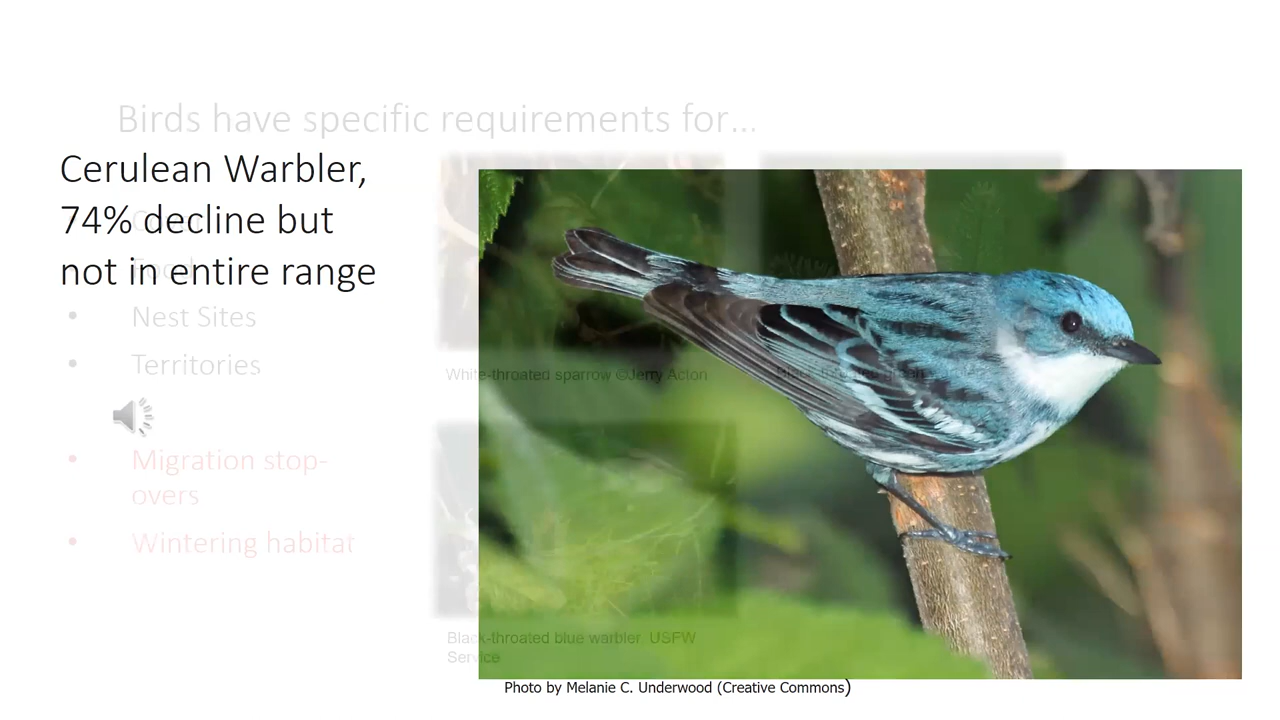 Birds have specific requirements for...
Cerulean Warbler,
74% decline but
not in entire range
• Nest Sites
• Territories
• Migration stop-
overs
• Wintering habitat
White-throated sparrow ©Jerry Acton
Black-throated blue warbler, USFW
Service
Photo by Melanie C. Underwood (Creative Commons)